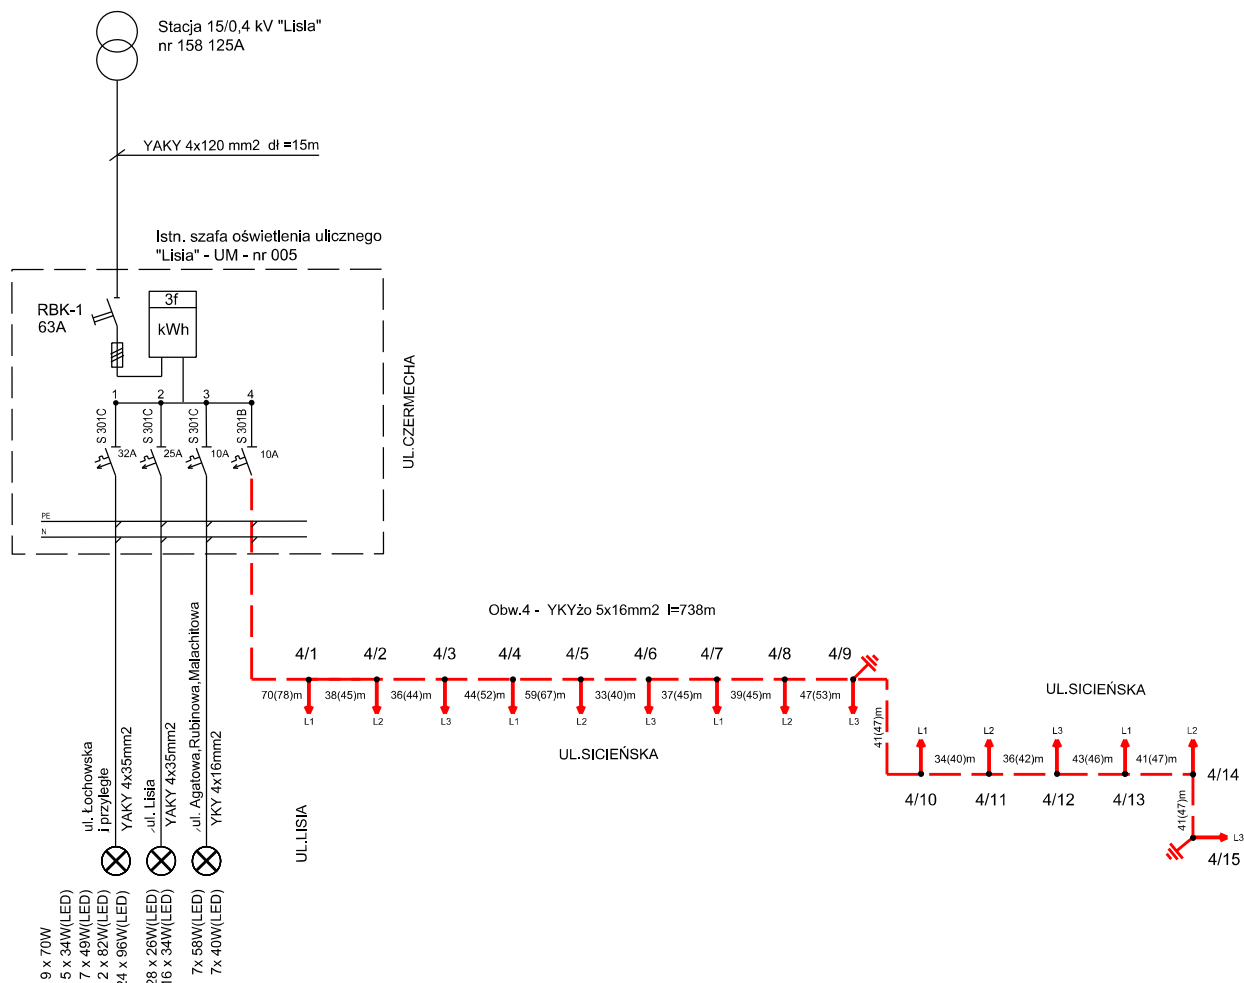 Stacja 15/0,4 kV "Lisla"
nr 158 125A
YAKY 4x120 mm2 dł =15m
Istn. szafa oświetlenia ulicznego
"Lisia" - UM - nr 005
RBK-1
63A
3f
kWh
UL.CZERMECHA
1
2
3
4
S 301C
S 301C
S 301C
S 301B
32A
25A
10A
10A
PE
N
Obw.4 - YKYżo 5x16mm2 l=738m
4/1
4/2
4/3
4/4
4/5
4/6
4/7
4/8
4/9
70(78)m
38(45)m
36(44)m
44(52)m
59(67)m
33(40)m
37(45)m
39(45)m
47(53)m
L1
L2
L3
L1
L2
L3
L1
L2
L3
UL.SICIEŃSKA
UL.SICIEŃSKA
41(47)m
L1
L2
L3
L1
L2
34(40)m
36(42)m
43(46)m
41(47)m
4/10
4/11
4/12
4/13
4/14
41(47)m
L3
4/15
UL.LISIA
ul. Łochowska
i przyległe
YAKY 4x35mm2
ul. Lisia
YAKY 4x35mm2
ul. Agatowa,Rubinowa,Malachitowa
YKY 4x16mm2
9 x 70W
5 x 34W(LED)
7 x 49W(LED)
2 x 82W(LED)
24 x 96W(LED)
28 x 26W(LED)
16 x 34W(LED)
7x 58W(LED)
7x 40W(LED)